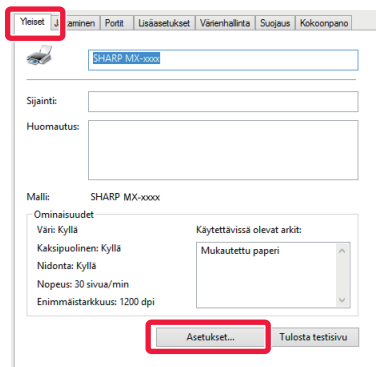 Yleiset Portit Lisäasetukset Värienhallinta Suojaus Kokoonpano
SHARP MX-xxxx
Sijainti:
Huomautus:
Malli: SHARP MX-xxxx
Ominaisuudet
Väri: Kyllä
Käytettävissä olevat arkit:
Kaksipuolinen: Kyllä
Mukautettu paperi
Nidonta: Kyllä
Nopeus: 30 sivua/min
Enimmäistarkkuus: 1200 dpi
Asetukset... Tulosta testisivu